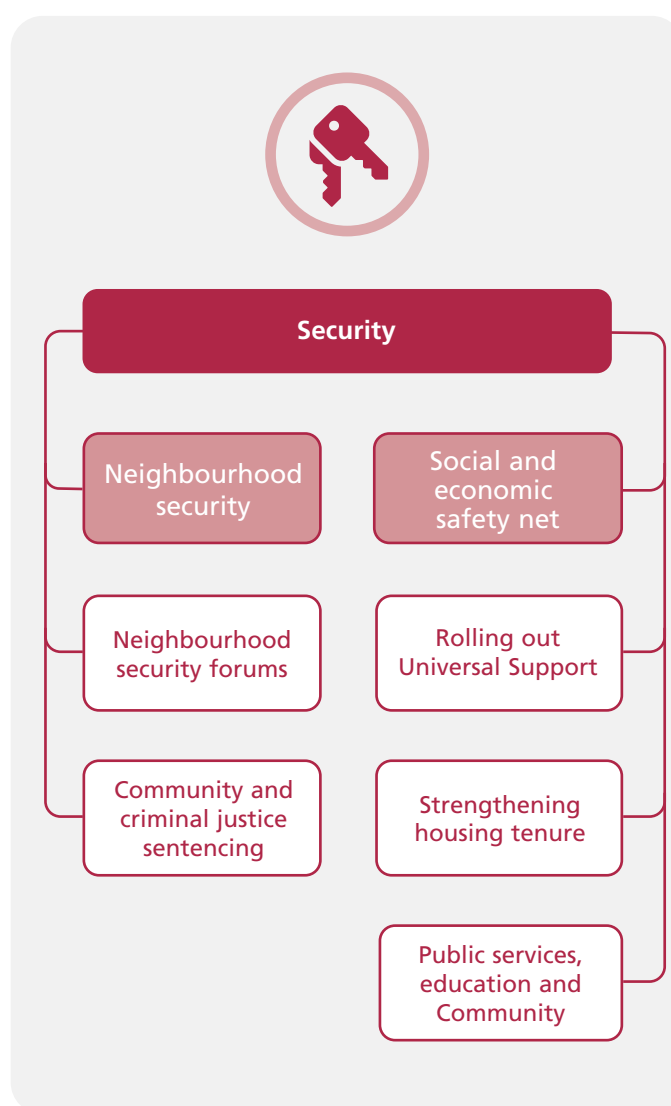 Security
Neighbourhood
security
Social and
economic
safety net
Neighbourhood
security forums
Rolling out
Universal Support
Community and
criminal justice
sentencing
Strengthening
housing tenure
Public services,
education and
Community